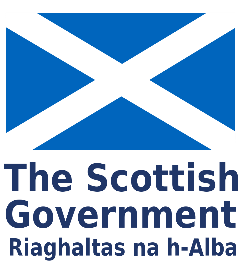 The Scottish
Government
Riaghaltas na h-Alba